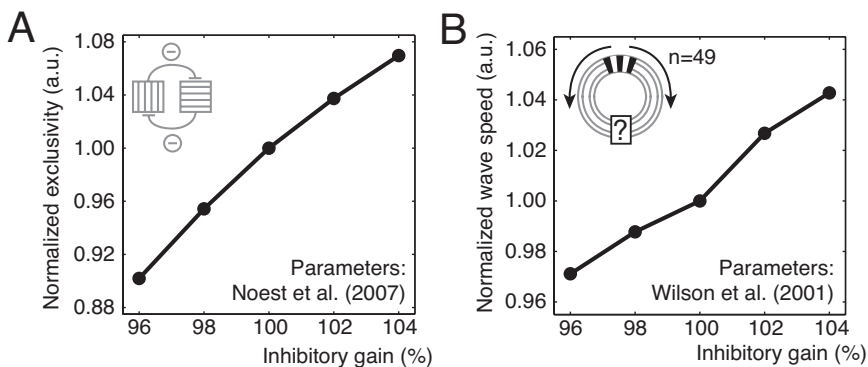 A
Normalized exclusivity (a.u.)
1.08
1.04
1.00
0.96
0.92
0.88
96 98 100 102 104
Inhibitory gain (%)
Parameters:
Noest et al. (2007)
B
Normalized wave speed (a.u.)
1.06
1.04
1.02
1.00
0.98
0.96
96 98 100 102 104
Inhibitory gain (%)
n=49
?
Parameters:
Wilson et al. (2001)